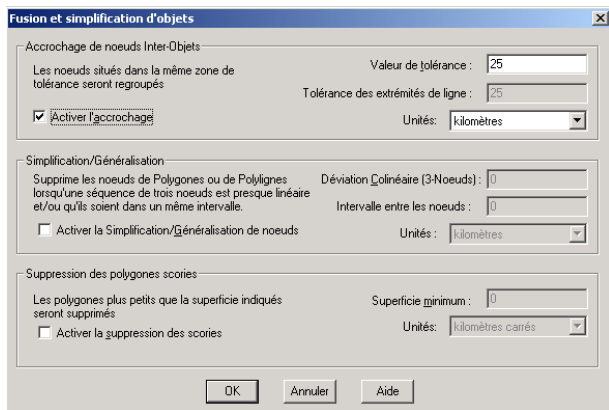 Fusion et simplification d'objets
Accrochage de noeuds Inter-Objets
Les noeuds situés dans la même zone de
tolérance seront regroupés
Valeur de tolérance : 25
Tolérance des extrémités de ligne : 25
Activer l'accrochage
Unités: kilomètres
Simplification/Généralisation
Supprime les noeuds de Polygones ou de Polylignes
lorsqu'une séquence de trois noeuds est presque linéaire
et/ou qu'ils soient dans un même intervalle.
Déviation Colinéaire (3-Noeuds) : 0
Intervalle entre les noeuds : 0
Activer la Simplification/Généralisation de noeuds
Unités : kilomètres
Suppression des polygones scories
Les polygones plus petits que la superficie indiqués
seront supprimés
Superficie minimum : 0
Activer la suppression des scories
Unités: kilomètres carrés
OK
Annuler
Aide